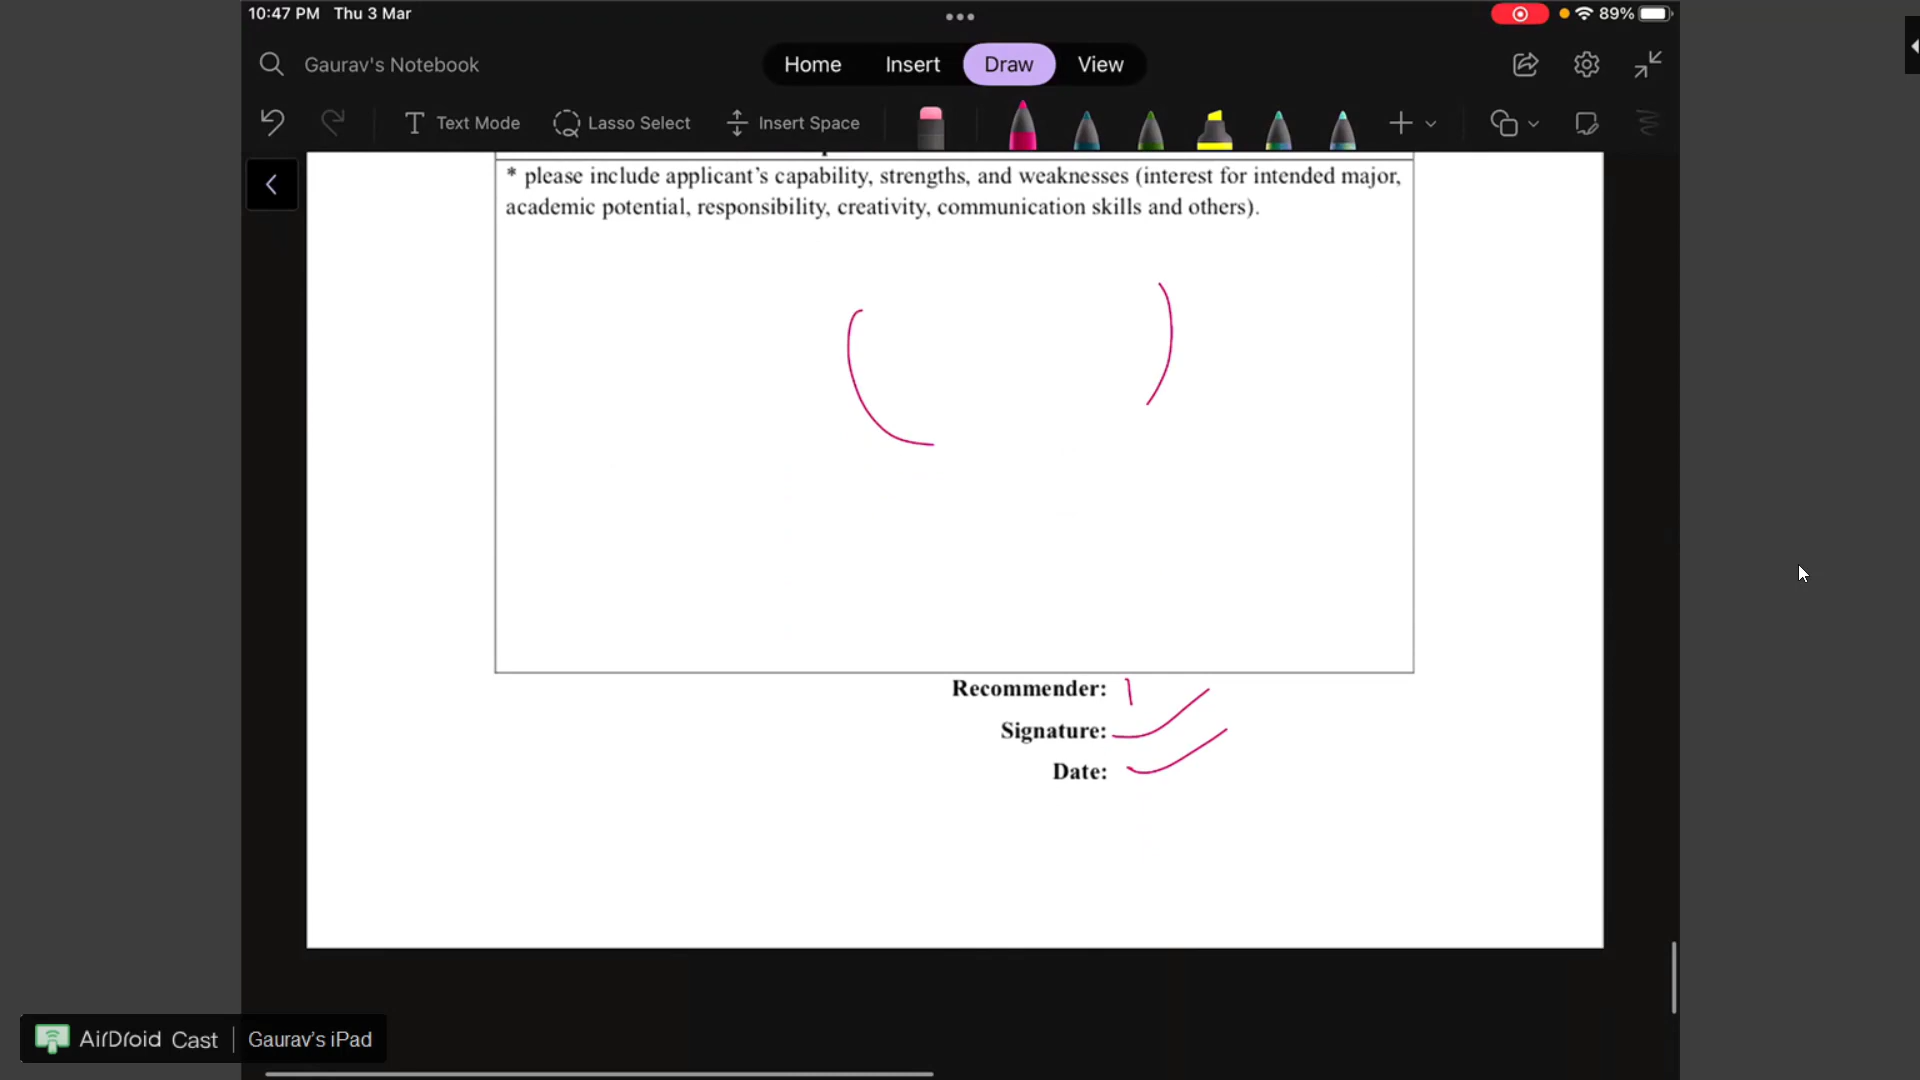 10:47 PM Thu 3 Mar
89%
Gaurav's Notebook
Home Insert Draw View
Text Mode Lasso Select Insert Space
* please include applicant’s capability, strengths, and weaknesses (interest for intended major,
academic potential, responsibility, creativity, communication skills and others).
Recommender:
Signature:
Date:
AirDroid Cast | Gaurav’s iPad